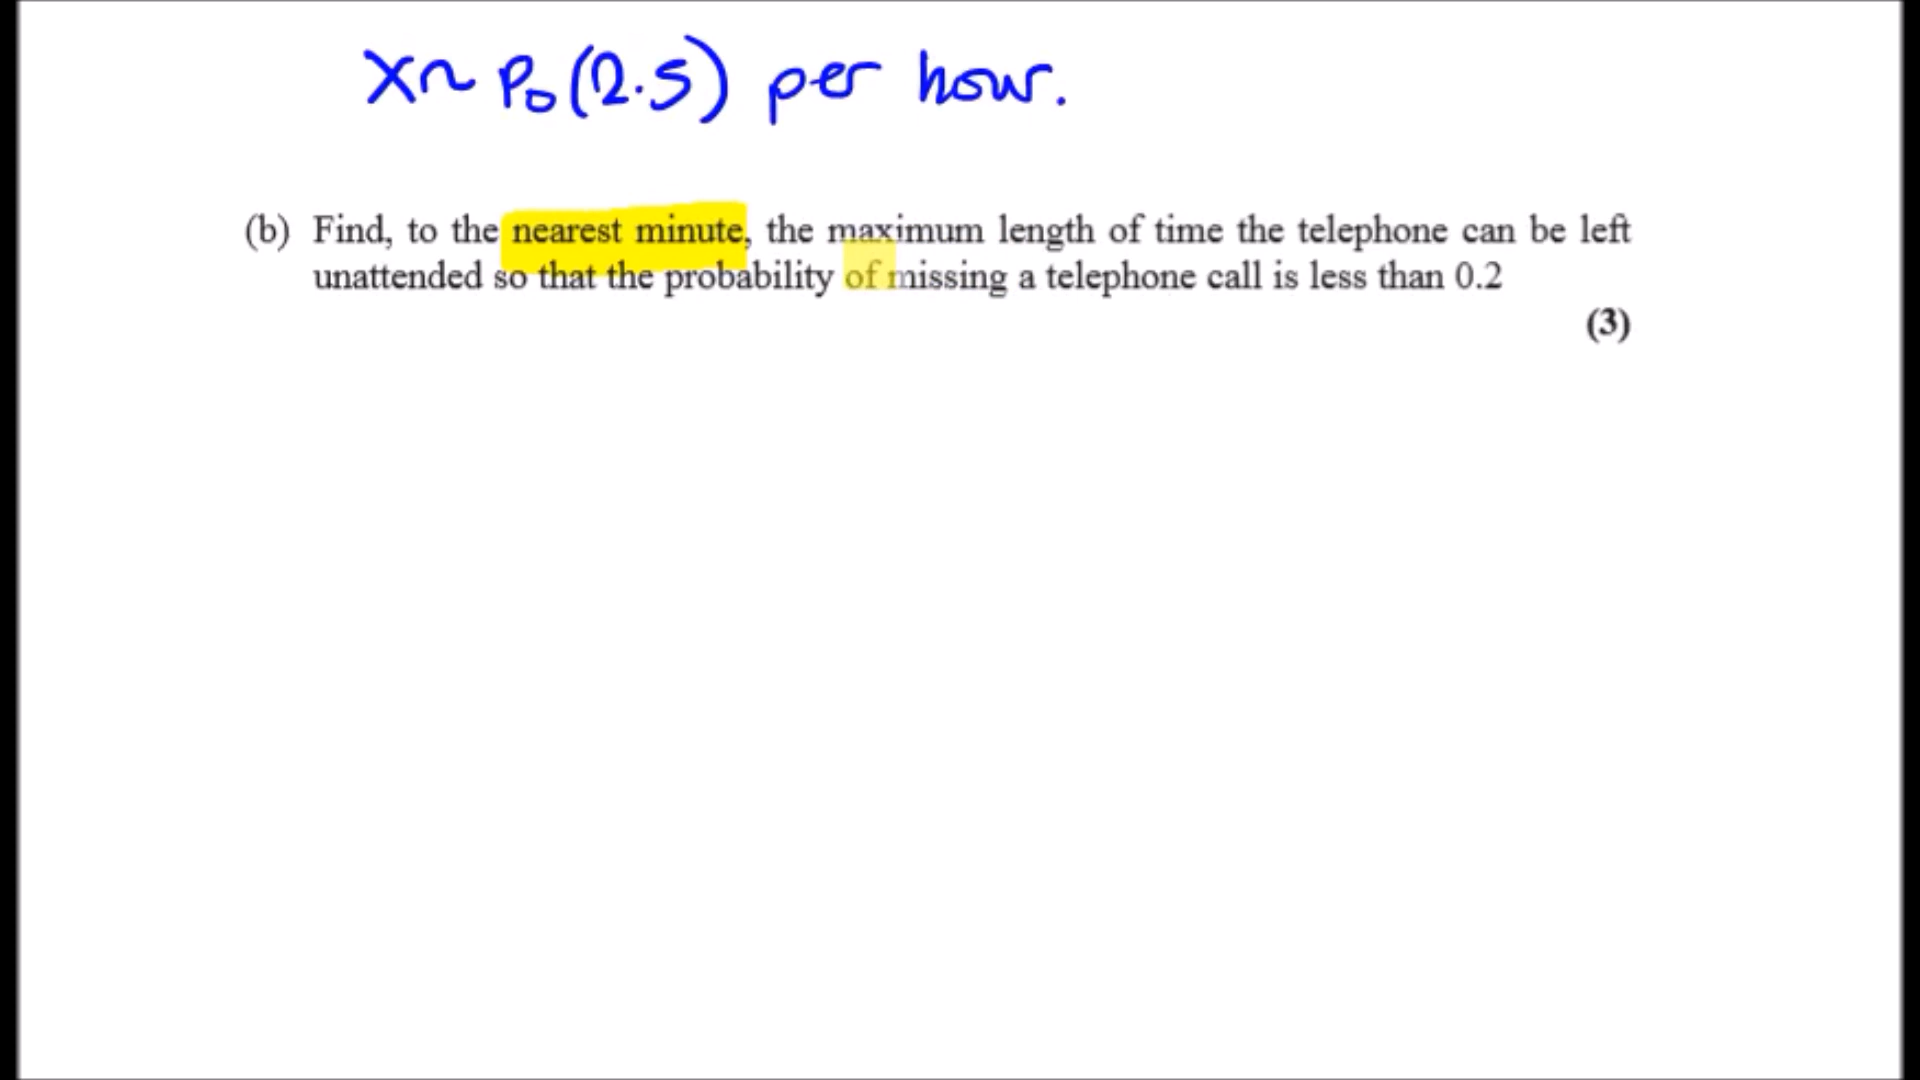 X~ Po(2.5) per hour.
(b) Find, to the nearest minute, the maximum length of time the telephone can be left
unattended so that the probability of missing a telephone call is less than 0.2
(3)